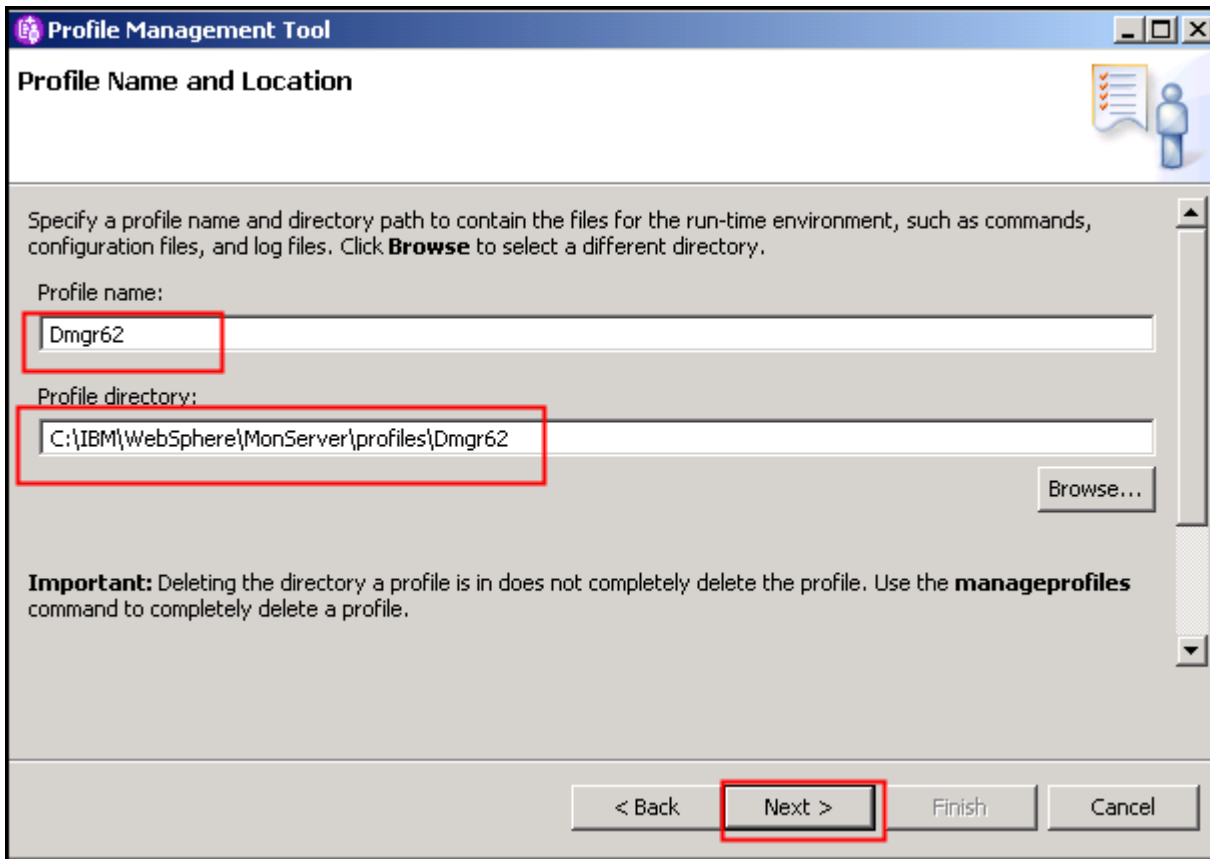 Profile Management Tool
Profile Name and Location
Specify a profile name and directory path to contain the files for the run-time environment, such as commands,
configuration files, and log files. Click Browse to select a different directory.
Profile name:
Dmgr62
Profile directory:
C:\IBM\WebSphere\MonServer\profiles\Dmgr62
Browse...
Important: Deleting the directory a profile is in does not completely delete the profile. Use the manageprofiles
command to completely delete a profile.
< Back Next > Finish Cancel